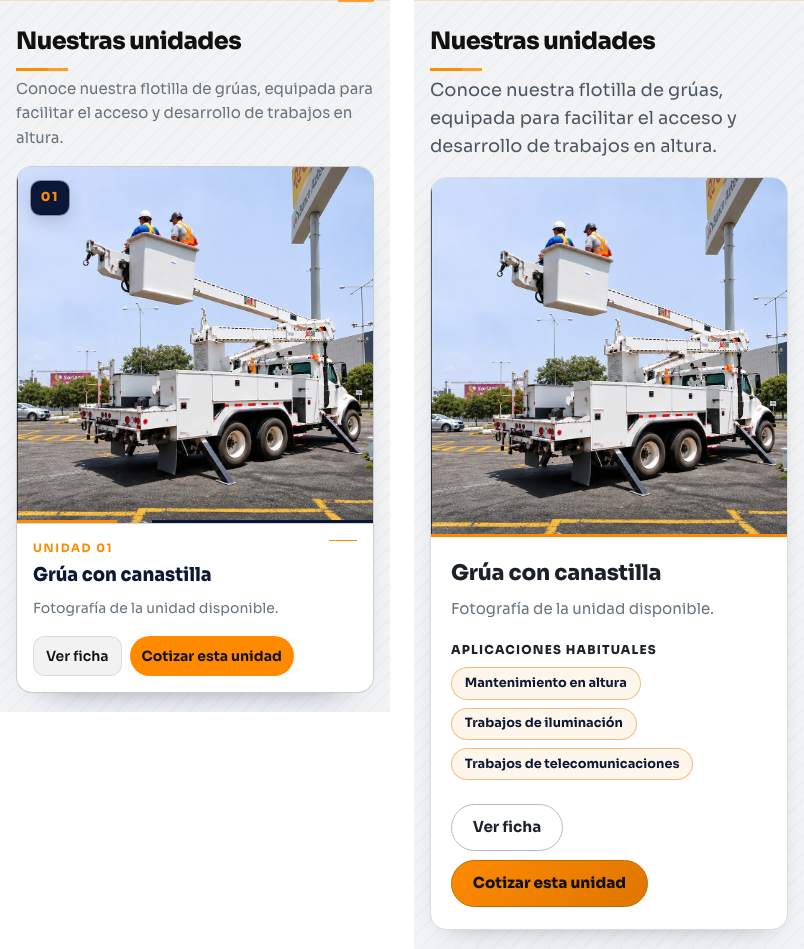 Nuestras unidades
Conoce nuestra flotilla de grúas, equipada para
facilitar el acceso y desarrollo de trabajos en
altura.
01
UNIDAD 01
Grúa con canastilla
Fotografía de la unidad disponible.
Ver ficha
Cotizar esta unidad
Nuestras unidades
Conoce nuestra flotilla de grúas,
equipada para facilitar el acceso y
desarrollo de trabajos en altura.
Grúa con canastilla
Fotografía de la unidad disponible.
APLICACIONES HABITUALES
Mantenimiento en altura
Trabajos de iluminación
Trabajos de telecomunicaciones
Ver ficha
Cotizar esta unidad